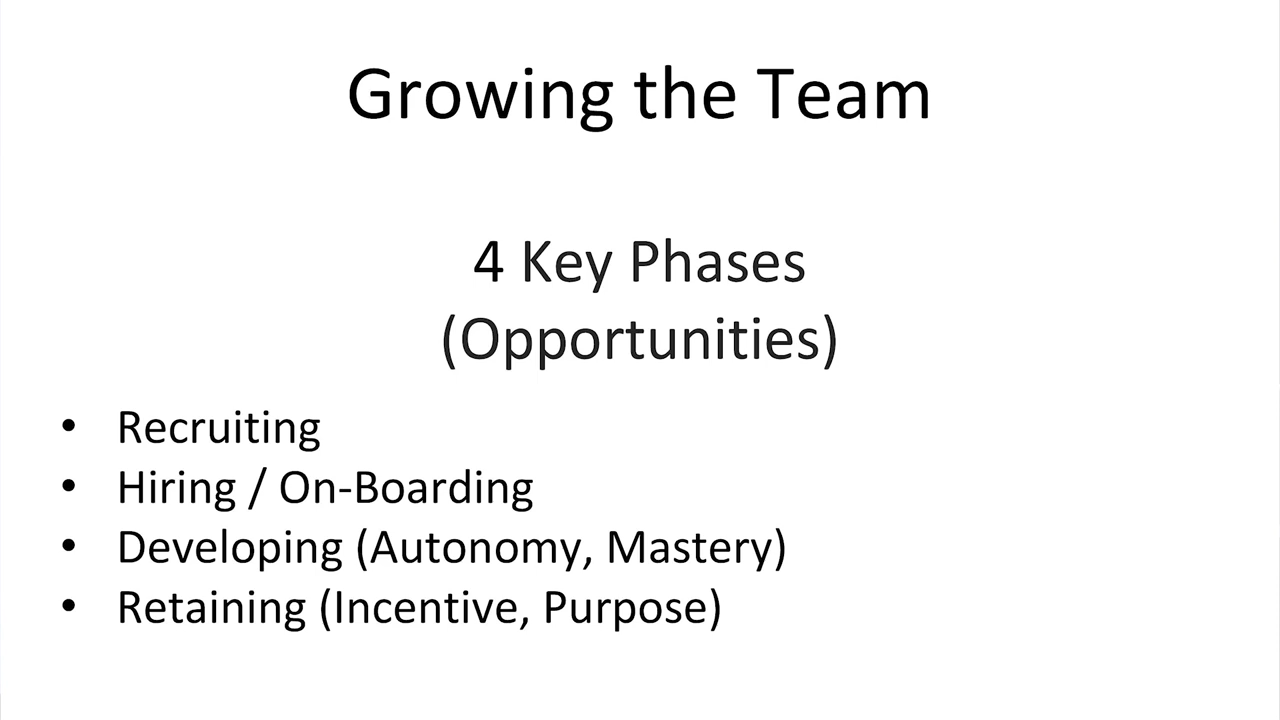 Growing the Team
4 Key Phases
(Opportunities)
• Recruiting
• Hiring / On-Boarding
• Developing (Autonomy, Mastery)
• Retaining (Incentive, Purpose)